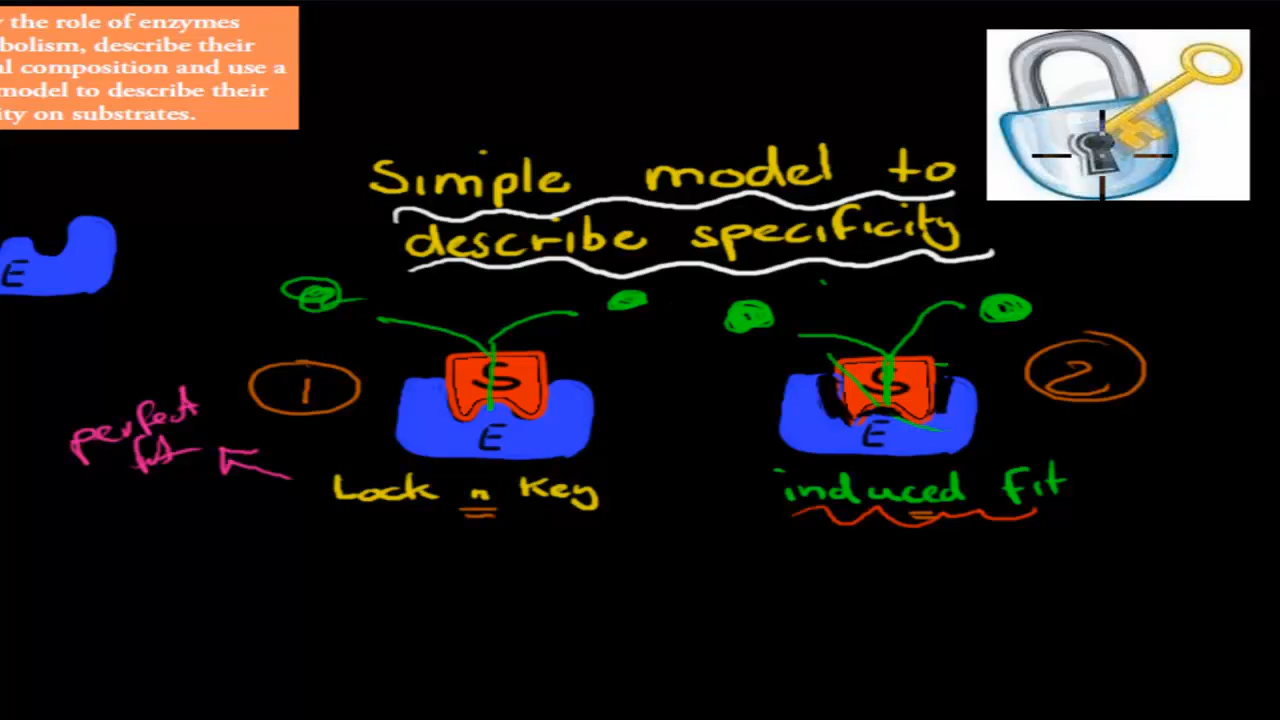 the role of enzymes
bolism, describe their
al composition and use a
model to describe their
ity on substrates.
Simple model to
describe specificity
E
1
S
E
S
E
2
perfect
fit
Lock n Key
induced fit